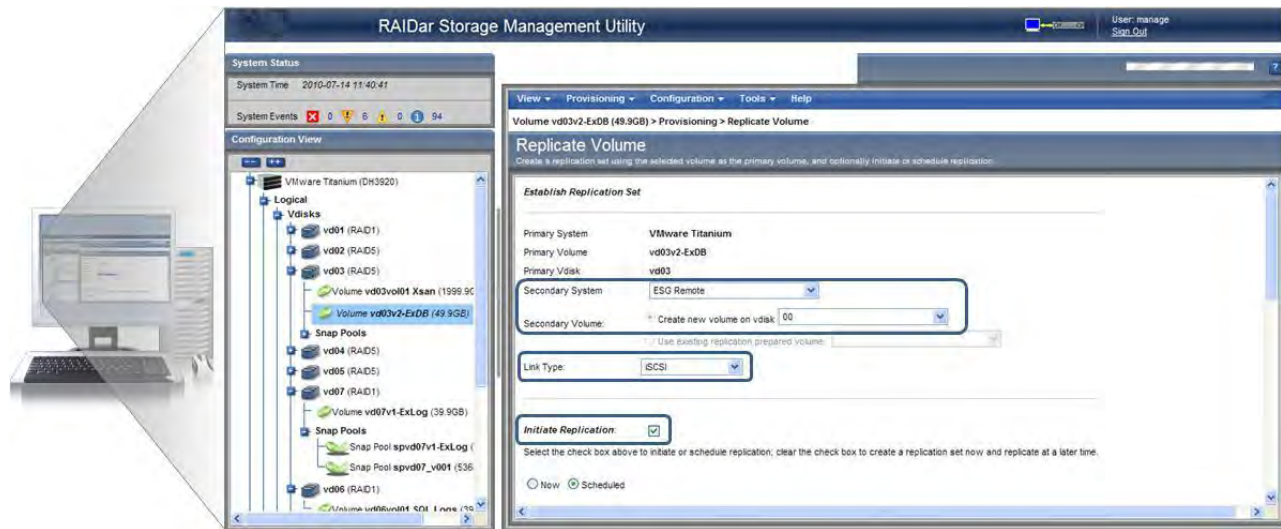 RAIDar Storage Management Utility
User: manage
Sign Out
System Status
System Time 2010-07-14 11:40:41
System Events 0 6 0 94
Configuration View
VMware Titanium (DH3920)
Logical
Vdisks
vd01 (RAID1)
vd02 (RAID5)
vd03 (RAID5)
Volume vd03vol01 Xsan (1999.9G
Volume vd03v2-ExDB (49.9GB)
Snap Pools
vd04 (RAID5)
vd05 (RAID5)
vd07 (RAID1)
Volume vd07v1-ExLog (39.9GB)
Snap Pools
Snap Pool spvd07v1-ExLog (
Snap Pool spvd07_v001 (536
vd06 (RAID1)
Volume vd06vol01 SQL Logs (39
View Provisioning Configuration Tools Help
Volume vd03v2-ExDB (49.9GB) > Provisioning > Replicate Volume
Replicate Volume
Create a replication set using the selected volume as the primary volume, and optionally initiate or schedule replication.
Establish Replication Set
Primary System VMware Titanium
Primary Volume vd03v2-ExDB
Primary Vdisk vd03
Secondary System ESG Remote
Secondary Volume: Create new volume on vdisk 00
Use existing replication prepared volume:
Link Type: iSCSI
Initiate Replication:
Select the check box above to initiate or schedule replication; clear the check box to create a replication set now and replicate at a later time.
Now Scheduled